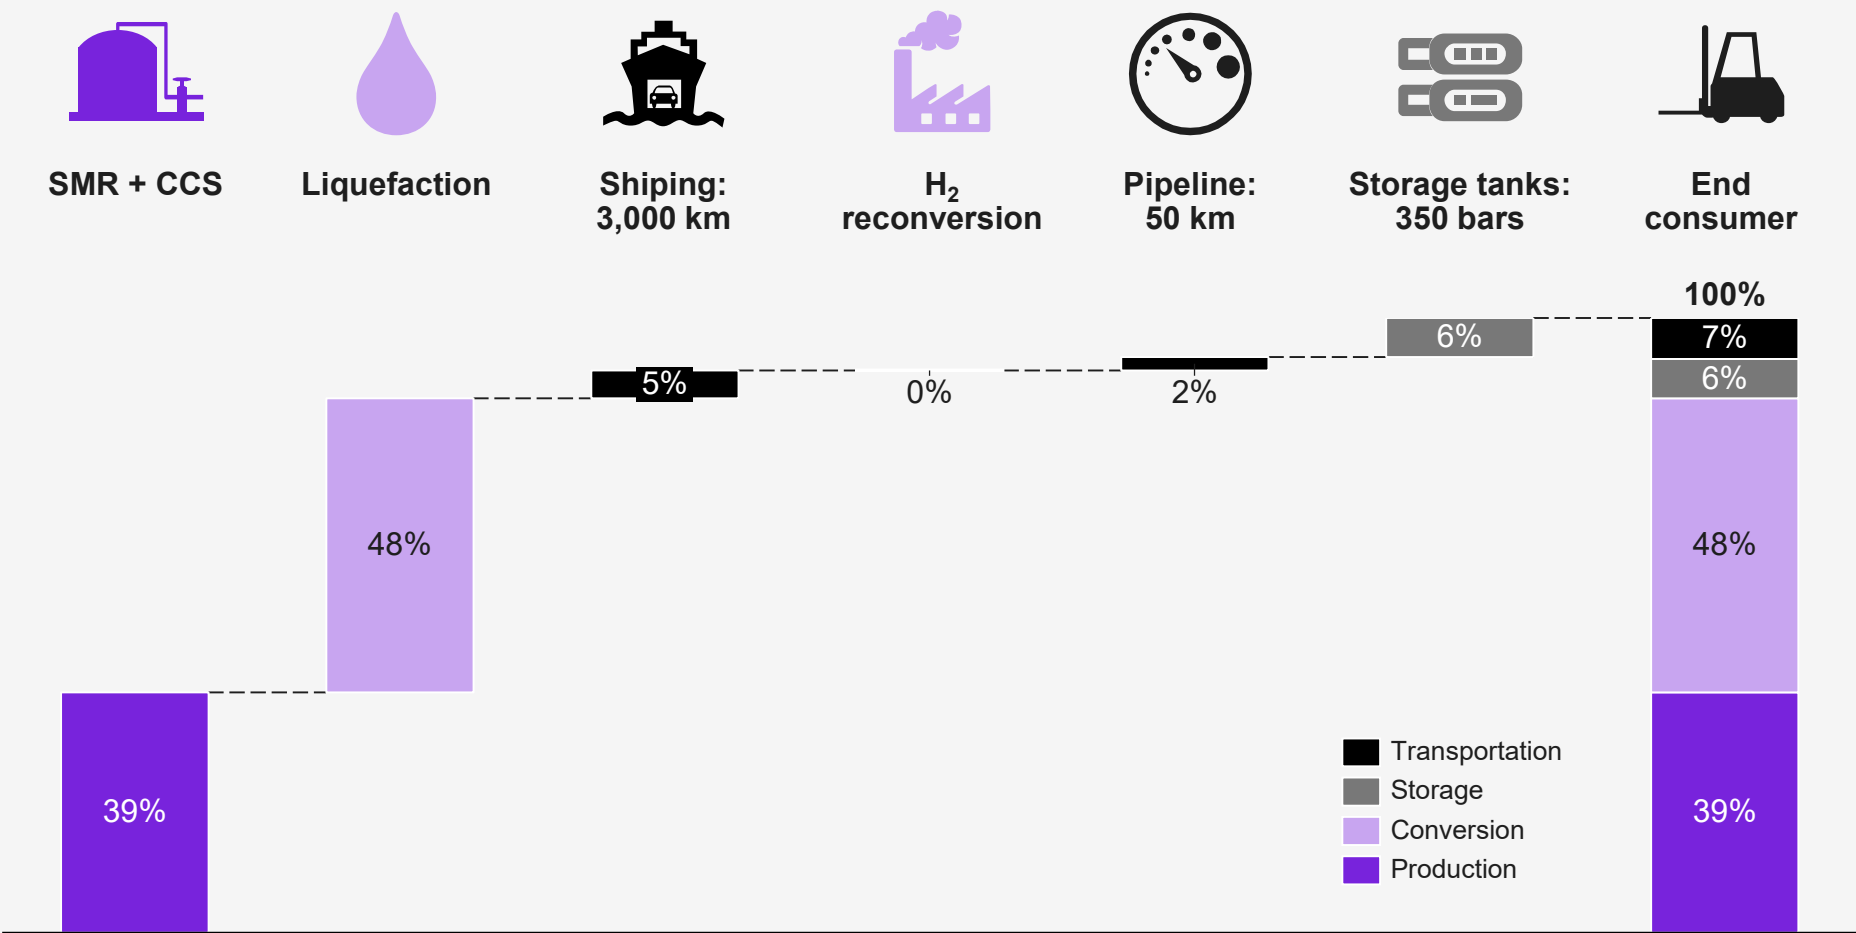 SMR + CCS
Liquefaction
Shiping:
3,000 km
H₂
reconversion
Pipeline:
50 km
Storage tanks:
350 bars
End
consumer
100%
7%
6%
6%
5%
0%
2%
48%
48%
39%
39%
Transportation
Storage
Conversion
Production